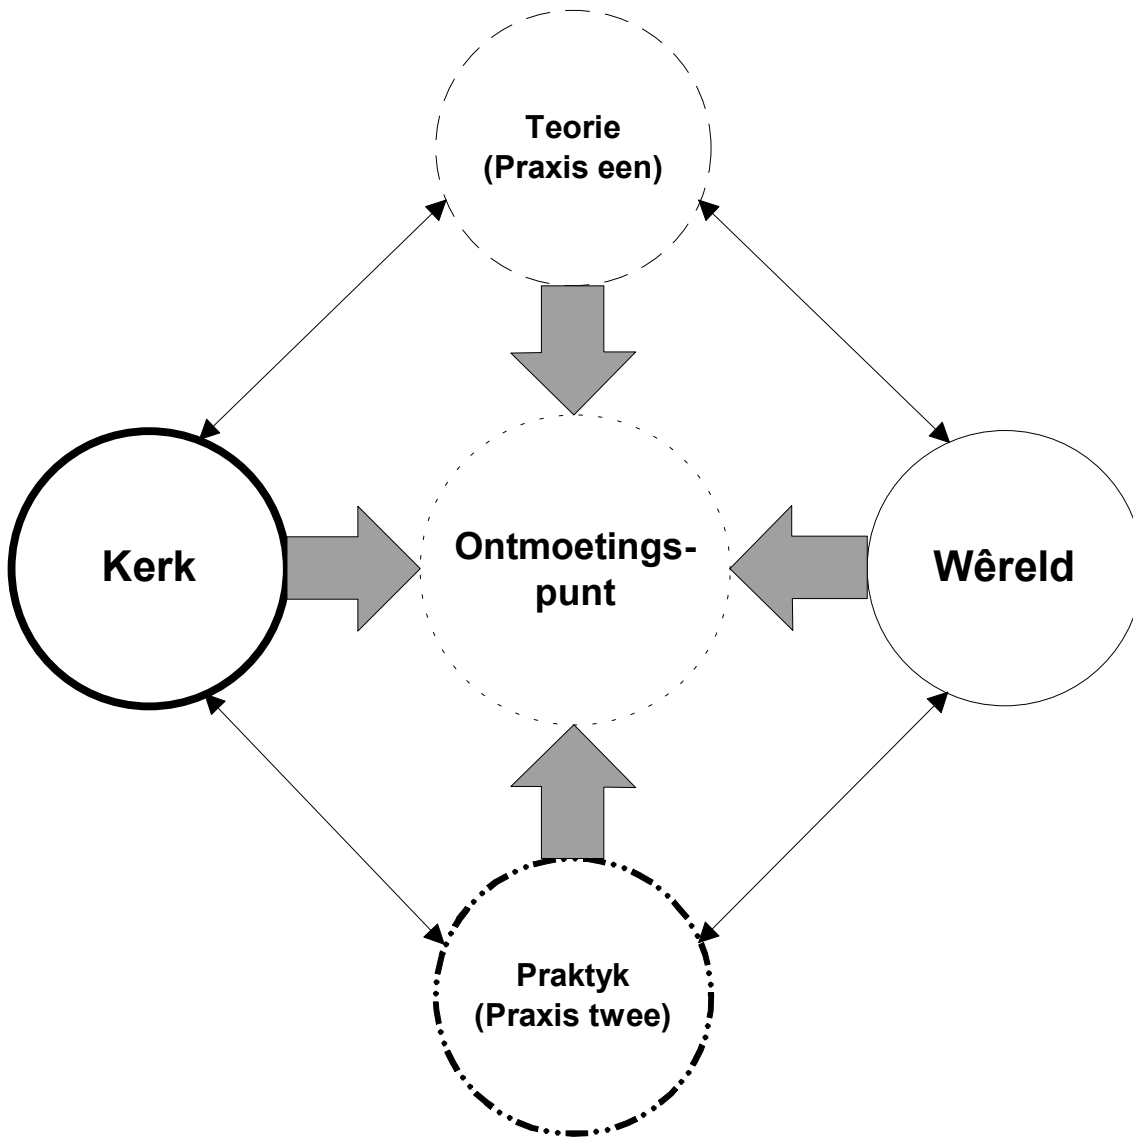 Teorie
(Praxis een)
Kerk
Ontmoetings-
punt
Wêreld
Praktyk
(Praxis twee)